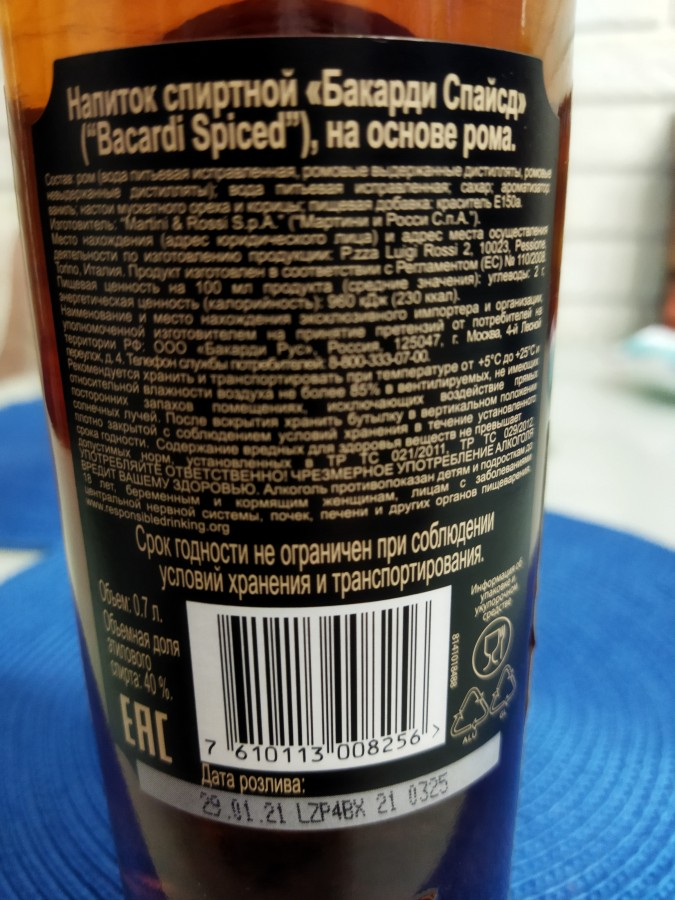 Напиток спиртной «Бакарди Спайсд»
("Bacardi Spiced"), на основе рома.
Состав: ром (вода питьевая исправленная, ромовые выдержанные дистилляты, ромовые
невыдержанные дистилляты); вода питьевая исправленная; сахар; ароматизатор
ваниль; настои мускатного ореха и корицы; пищевая добавка: краситель Е150а.
Изготовитель: "Martini & Rossi S.p.A." ("Мартини и Росси С.п.А.").
Место нахождения (адрес юридического лица) и адрес места осуществления
деятельности по изготовлению продукции: P.zza Luigi Rossi 2, 10023, Pessione,
Torino, Италия. Продукт изготовлен в соответствии с Регламентом (ЕС) № 110/2008.
Пищевая ценность на 100 мл продукта (средние значения): углеводы: 2 г,
энергетическая ценность (калорийность): 960 кДж (230 ккал).
Наименование и место нахождения эксклюзивного импортера и организации,
уполномоченной изготовителем на принятие претензий от потребителей на
территории РФ: ООО «Бакарди Рус», Россия, 125047, г. Москва, 4-й Лесной
переулок, д. 4. Телефон службы потребителей: 8-800-333-07-00.
Рекомендуется хранить и транспортировать при температуре от +5°С до +25°С и
относительной влажности воздуха не более 85% в вентилируемых, не имеющих
посторонних запахов помещениях, исключающих воздействие прямых
солнечных лучей. После вскрытия хранить бутылку в вертикальном положении
плотно закрытой с соблюдением условий хранения в течение установленного
срока годности. Содержание вредных для здоровья веществ не превышает
допустимых норм, установленных в ТР ТС 021/2011, ТР ТС 029/2012.
УПОТРЕБЛЯЙТЕ ОТВЕТСТВЕННО! ЧРЕЗМЕРНОЕ УПОТРЕБЛЕНИЕ АЛКОГОЛЯ
ВРЕДИТ ВАШЕМУ ЗДОРОВЬЮ. Алкоголь противопоказан детям и подросткам до
18 лет, беременным и кормящим женщинам, лицам с заболеваниями
центральной нервной системы, почек, печени и других органов пищеварения.
www.responsibledrinking.org
Срок годности не ограничен при соблюдении
условий хранения и транспортирования.
Объем: 0.7 л.
Объемная доля
этилового
спирта: 40 %.
EAC
7 610113 008256 >
8141018488
Информация об
упаковке и
укупорочном
средстве:
ALU
GL
Дата розлива:
29.01.21 LZP4BX 21 0325